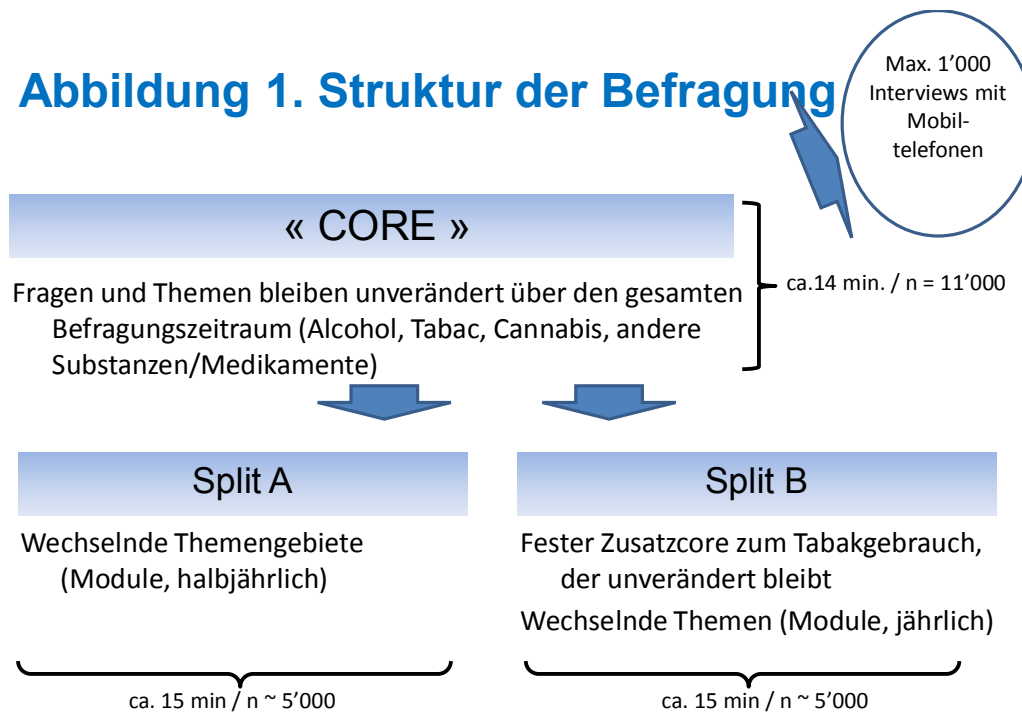 Abbildung 1. Struktur der Befragung
Max. 1’000
Interviews mit
Mobil-
telefonen
« CORE »
Fragen und Themen bleiben unverändert über den gesamten
Befragungszeitraum (Alcohol, Tabac, Cannabis, andere
Substanzen/Medikamente)
ca.14 min. / n = 11’000
Split A
Wechselnde Themengebiete
(Module, halbjährlich)
ca. 15 min / n ~ 5’000
Split B
Fester Zusatzcore zum Tabakgebrauch,
der unverändert bleibt
Wechselnde Themen (Module, jährlich)
ca. 15 min / n ~ 5’000